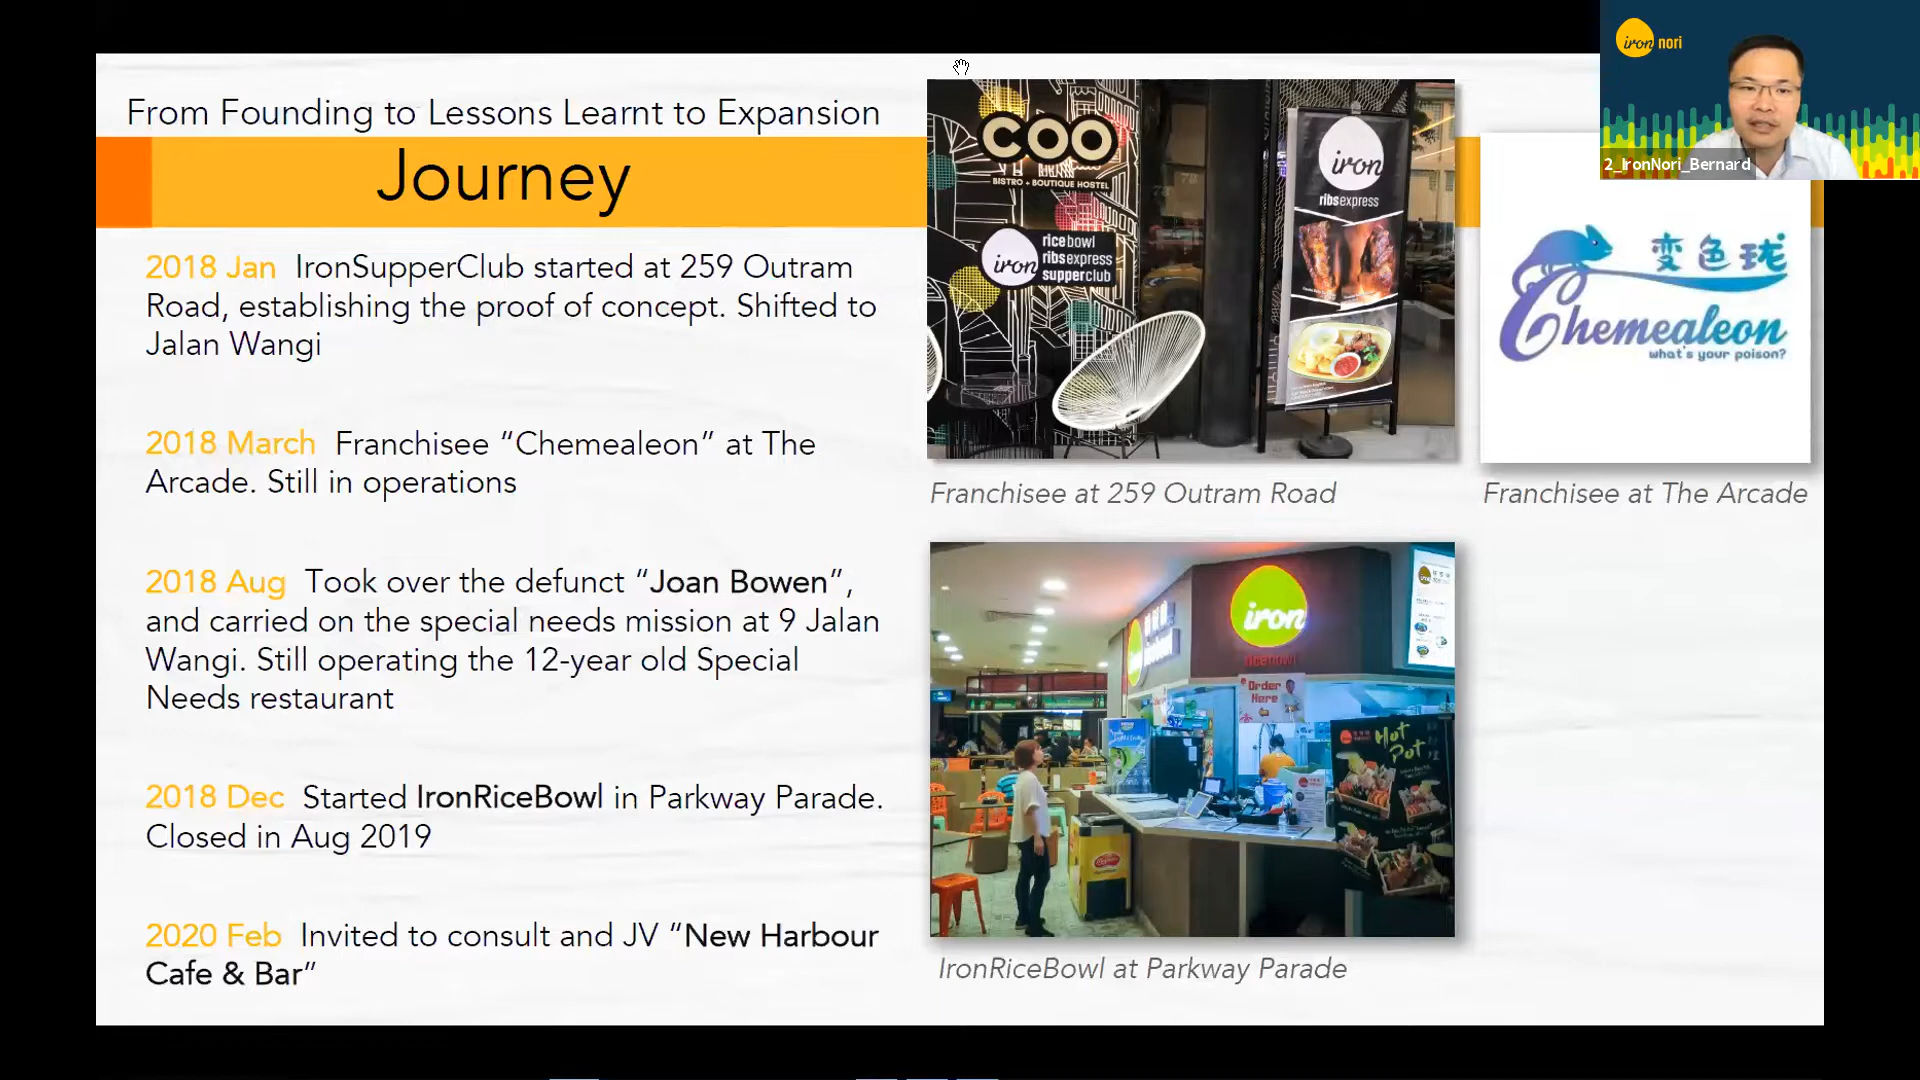 From Founding to Lessons Learnt to Expansion
Journey
2018 Jan IronSupperClub started at 259 Outram
Road, establishing the proof of concept. Shifted to
Jalan Wangi
2018 March Franchisee “Chemealeon” at The
Arcade. Still in operations
2018 Aug Took over the defunct “Joan Bowen”,
and carried on the special needs mission at 9 Jalan
Wangi. Still operating the 12-year old Special
Needs restaurant
2018 Dec Started IronRiceBowl in Parkway Parade.
Closed in Aug 2019
2020 Feb Invited to consult and JV “New Harbour
Cafe & Bar”
COO
BISTRO + BOUTIQUE HOSTEL
iron
ricebowl
ribsexpress
supperclub
iron
ribsexpress
Franchisee at 259 Outram Road
变色珑
Chemealeon
what's your poison?
Franchisee at The Arcade
iron
ricebowl
Order
Here
Hot
Pot
IronRiceBowl at Parkway Parade
iron nori
2_IronNori_Bernard